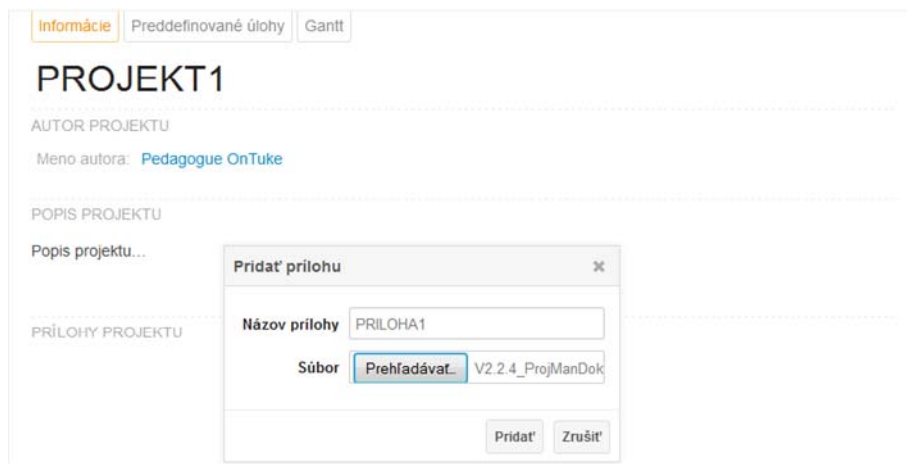 Informácie Preddefinované úlohy Gantt
PROJEKT1
AUTOR PROJEKTU
Meno autora: Pedagogue OnTuke
POPIS PROJEKTU
Popis projektu...
PRÍLOHY PROJEKTU
Pridať prílohu
Názov prílohy PRILOHA1
Súbor Prehľadávať... V2.2.4_ProjManDok
Pridať Zrušiť